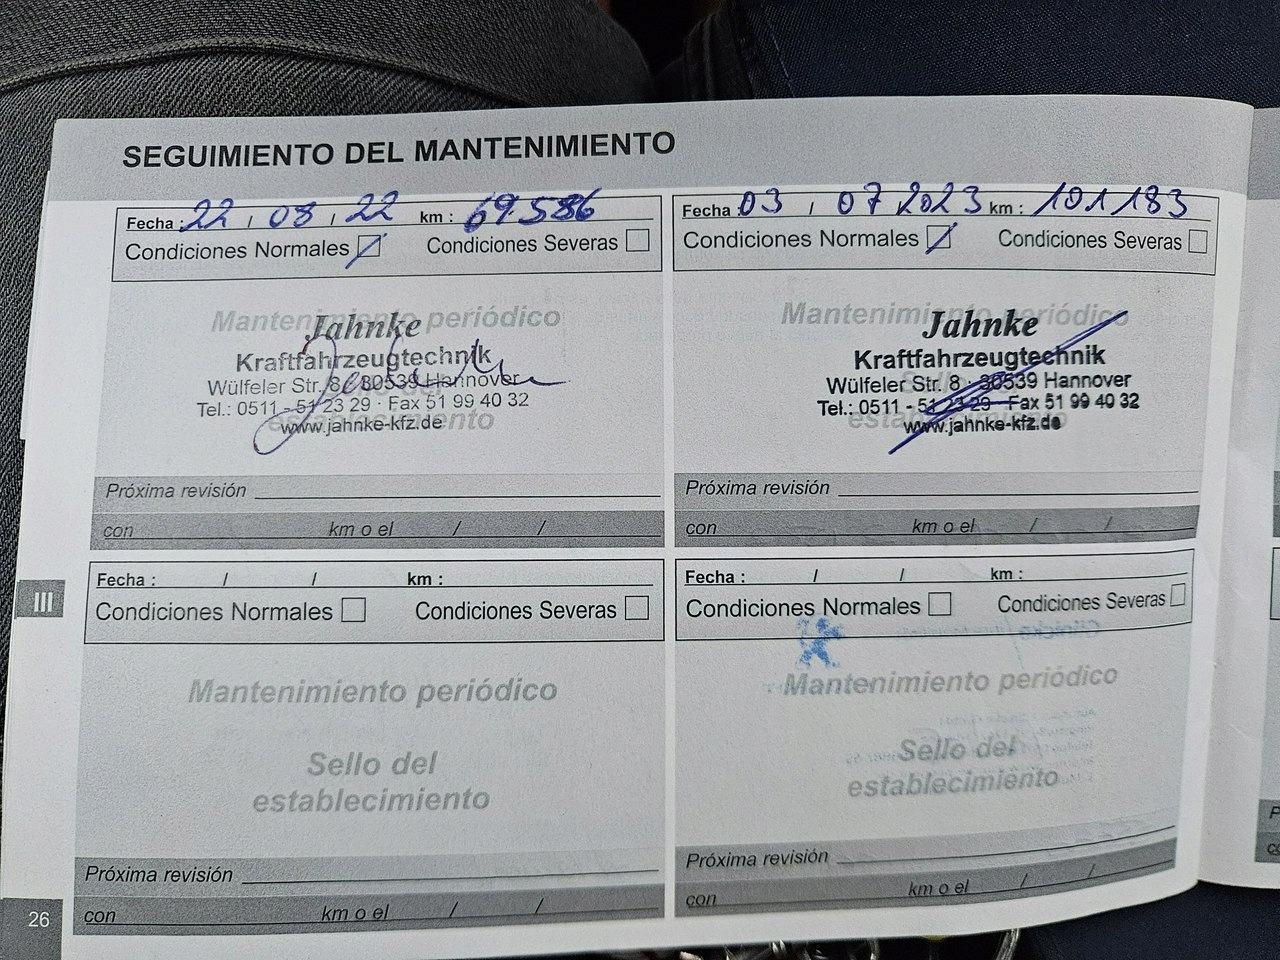 SEGUIMIENTO DEL MANTENIMIENTO
Fecha : 22 / 08 / 22 km : 69.586
Condiciones Normales Condiciones Severas
Mantenimiento periódico
Jahnke
Kraftfahrzeugtechnik
Wülfeler Str. 8 · 30539 Hannover
Tel.: 0511 - 51 23 29 · Fax 51 99 40 32
establecimiento
www.jahnke-kfz.de
Próxima revisión
con km o el / /
Fecha : 03 / 07 2023 km : 101183
Condiciones Normales Condiciones Severas
Mantenimiento periódico
Jahnke
Kraftfahrzeugtechnik
Wülfeler Str. 8 · 30539 Hannover
Tel.: 0511 - 51 23 29 · Fax 51 99 40 32
establecimiento
www.jahnke-kfz.de
Próxima revisión
con km o el / /
III
Fecha : / / km :
Condiciones Normales Condiciones Severas
Mantenimiento periódico
Sello del
establecimiento
Próxima revisión
con km o el / /
Fecha : / / km :
Condiciones Normales Condiciones Severas
Mantenimiento periódico
Sello del
establecimiento
Próxima revisión
con km o el / /
26